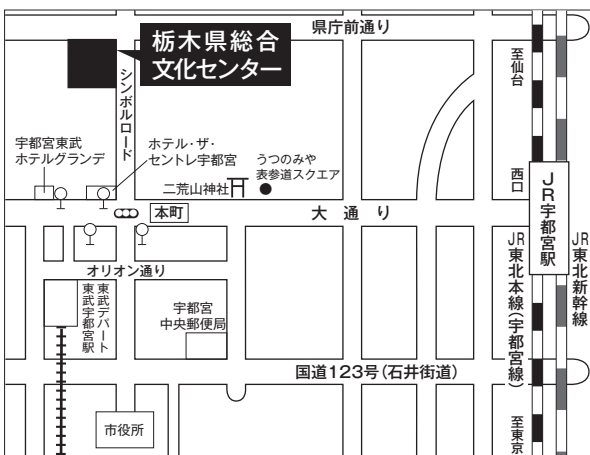 県庁前通り
栃木県総合
文化センター
シンボルロード
至仙台
宇都宮東武
ホテルグランデ
ホテル・ザ・
セントレ宇都宮
うつのみや
表参道スクエア
二荒山神社
西口
JR宇都宮駅
本町
大通り
オリオン通り
JR東北本線(宇都宮線)
JR東北新幹線
東武デパート
東武宇都宮駅
宇都宮
中央郵便局
国道123号(石井街道)
市役所
至東京